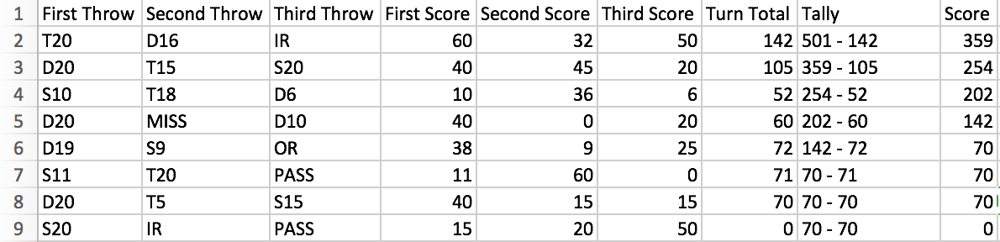 1 First Throw Second Throw Third Throw First Score Second Score Third Score Turn Total Tally Score
2 T20 D16 IR 60 32 50 142 501 - 142 359
3 D20 T15 S20 40 45 20 105 359 - 105 254
4 S10 T18 D6 10 36 6 52 254 - 52 202
5 D20 MISS D10 40 0 20 60 202 - 60 142
6 D19 S9 OR 38 9 25 72 142 - 72 70
7 S11 T20 PASS 11 60 0 71 70 - 71 70
8 D20 T5 S15 40 15 15 70 70 - 70 70
9 S20 IR PASS 15 20 50 0 70 - 70 0